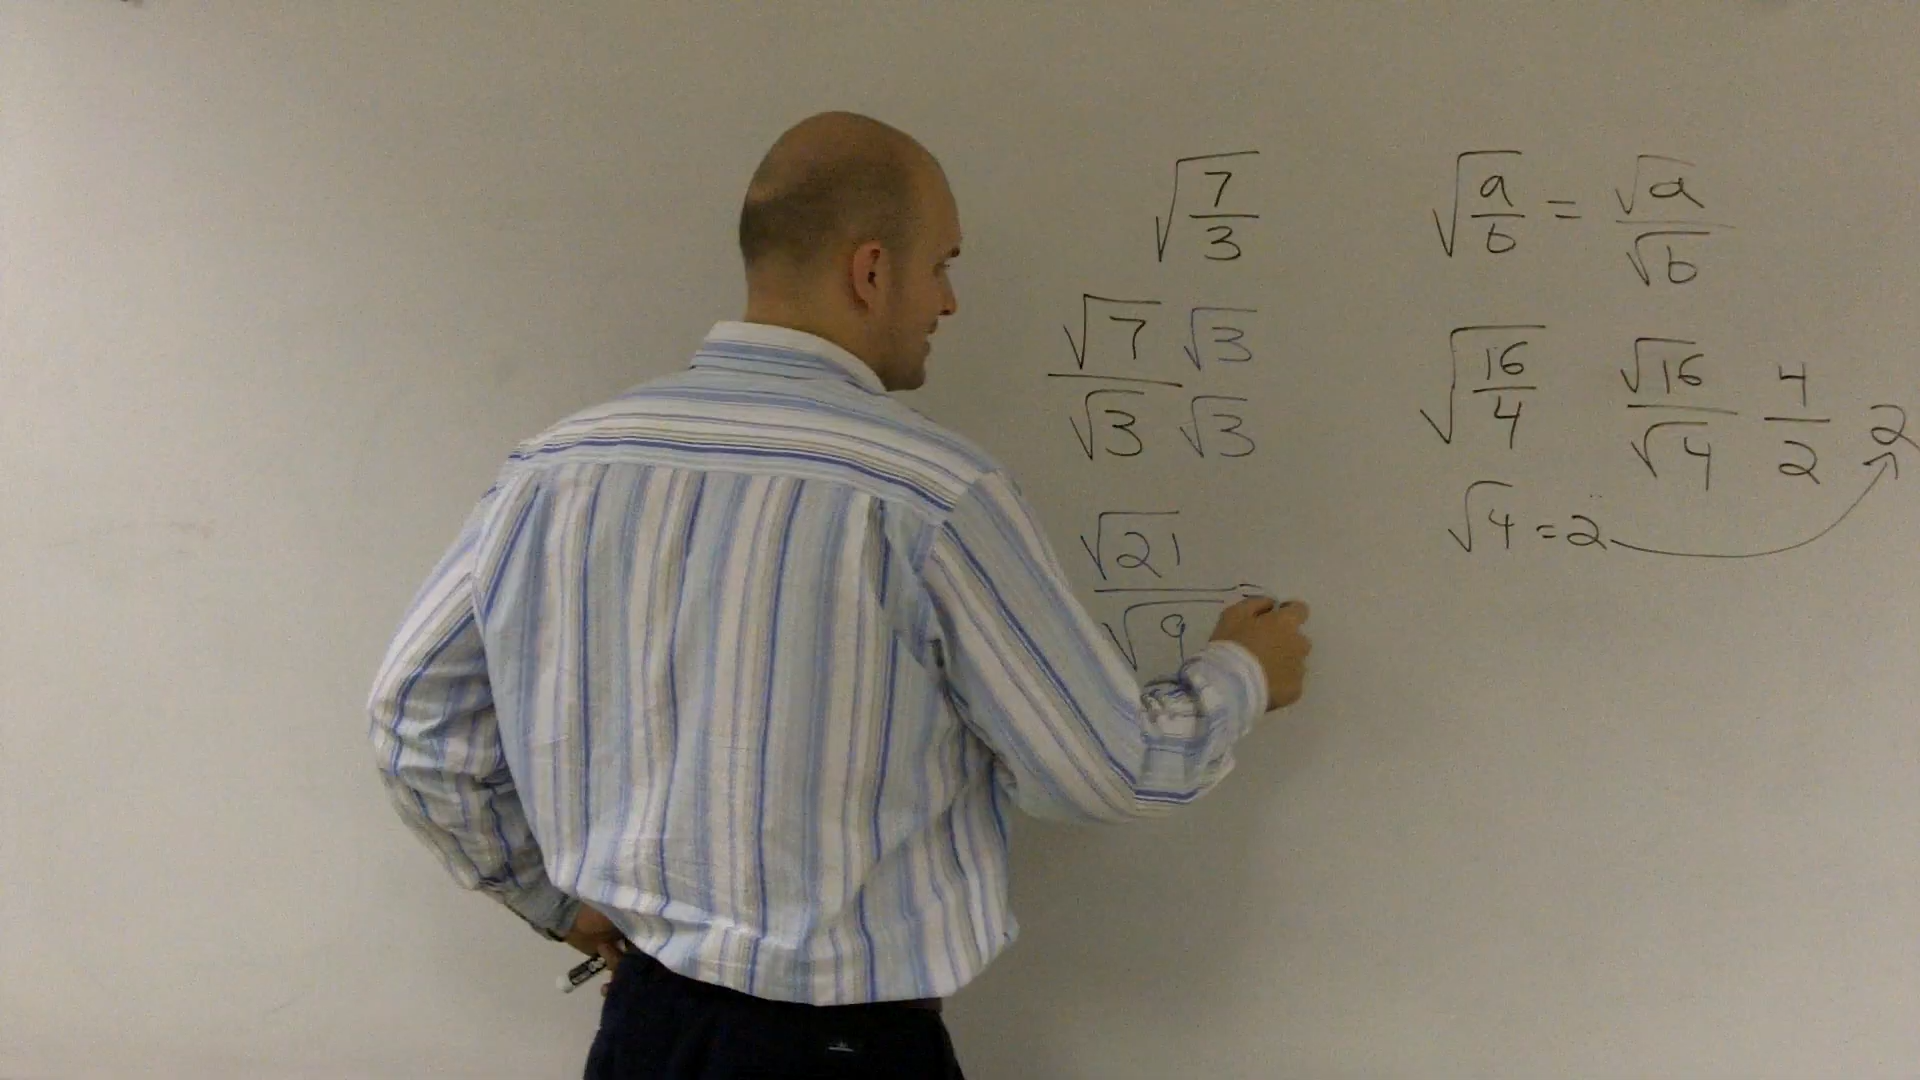 √(7/3)
√7/√3 √3/√3
√21/√9 =
√(a/b) = √a/√b
√(16/4) √16/√4 4/2 2
√4 = 2